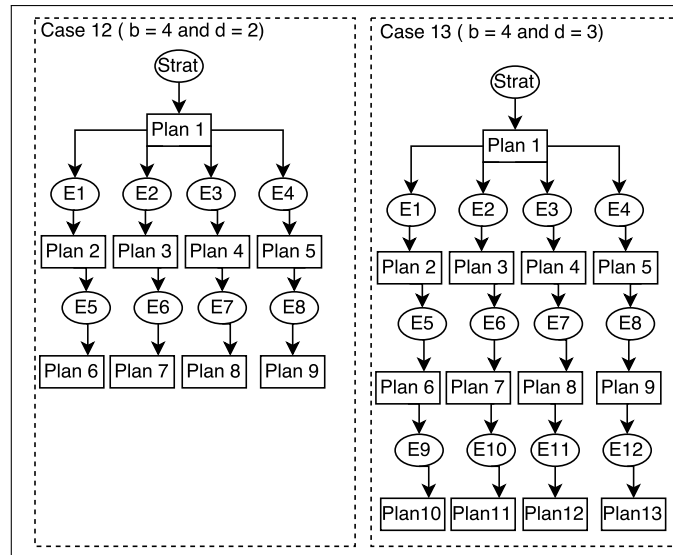 Case 12 ( b = 4 and d = 2)
Strat
Plan 1
E1 E2 E3 E4
Plan 2 Plan 3 Plan 4 Plan 5
E5 E6 E7 E8
Plan 6 Plan 7 Plan 8 Plan 9
Case 13 ( b = 4 and d = 3)
Strat
Plan 1
E1 E2 E3 E4
Plan 2 Plan 3 Plan 4 Plan 5
E5 E6 E7 E8
Plan 6 Plan 7 Plan 8 Plan 9
E9 E10 E11 E12
Plan10 Plan11 Plan12 Plan13